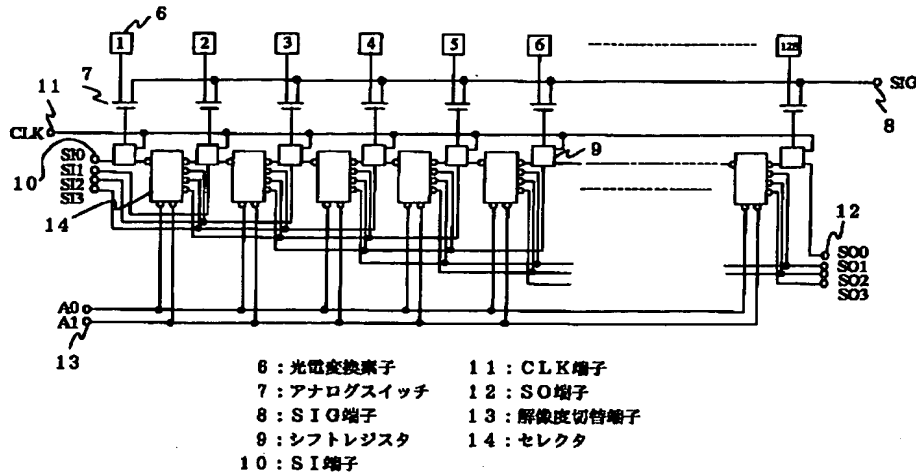 6
1 2 3 4 5 6 128
7
SIG
8
11
CLK
9
10
SI0
SI1
SI2
SI3
14
12
SO0
SO1
SO2
SO3
A0
A1
13
6:光電変換素子
7:アナログスイッチ
8:SIG端子
9:シフトレジスタ
10:SI端子
11:CLK端子
12:SO端子
13:解像度切替端子
14:セレクタ